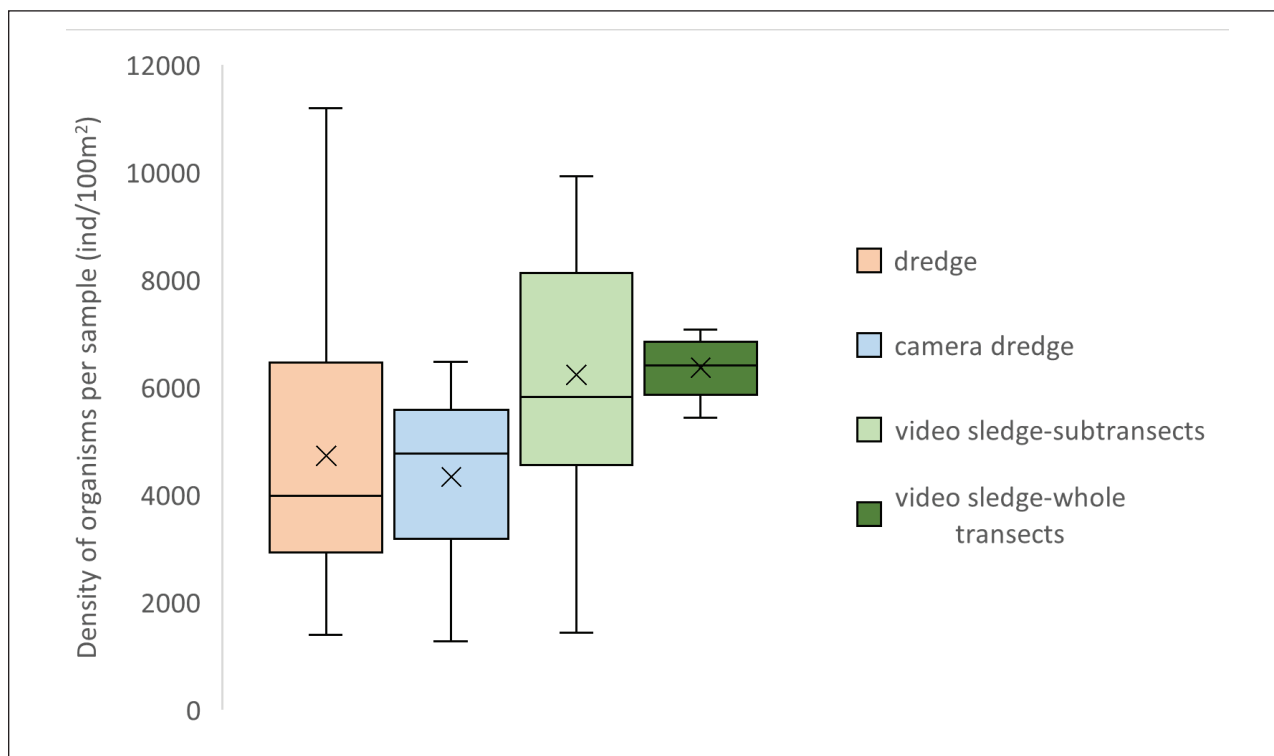 Density of organisms per sample (ind/100m²)
12000
10000
8000
6000
4000
2000
0
dredge
camera dredge
video sledge-subtransects
video sledge-whole
transects